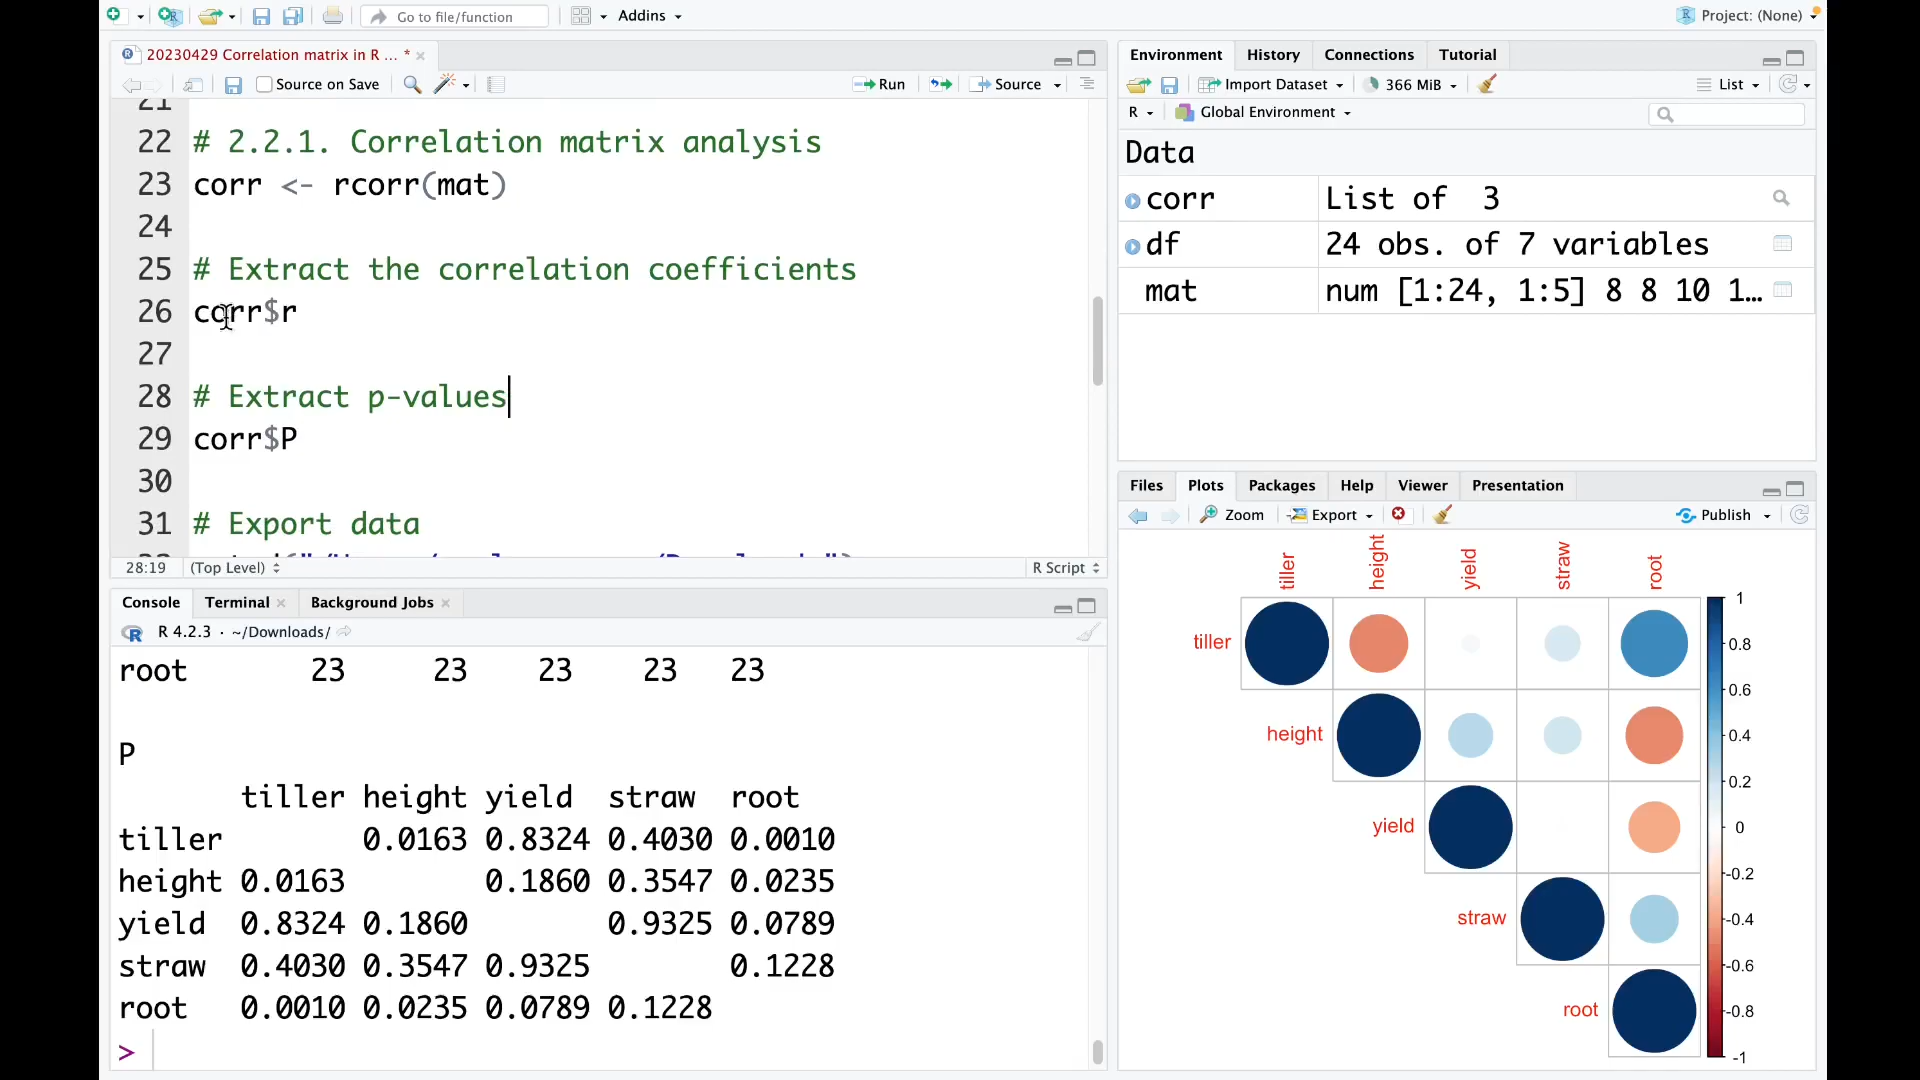 Go to file/function
Addins
Project: (None)
20230429 Correlation matrix in R ... *
Source on Save
Run
Source
21
22 # 2.2.1. Correlation matrix analysis
23 corr <- rcorr(mat)
24
25 # Extract the correlation coefficients
26 corr$r
27
28 # Extract p-values
29 corr$P
30
31 # Export data
28:19 (Top Level)
R Script
Console
Terminal
Background Jobs
R 4.2.3 · ~/Downloads/
root 23 23 23 23 23
P
tiller height yield straw root
tiller 0.0163 0.8324 0.4030 0.0010
height 0.0163 0.1860 0.3547 0.0235
yield 0.8324 0.1860 0.9325 0.0789
straw 0.4030 0.3547 0.9325 0.1228
root 0.0010 0.0235 0.0789 0.1228
>
Environment
History
Connections
Tutorial
Import Dataset
366 MiB
List
R
Global Environment
Data
corr List of 3
df 24 obs. of 7 variables
mat num [1:24, 1:5] 8 8 10 1...
Files
Plots
Packages
Help
Viewer
Presentation
Zoom
Export
Publish
tiller
height
yield
straw
root
tiller
height
yield
straw
root
1
0.8
0.6
0.4
0.2
0
-0.2
-0.4
-0.6
-0.8
-1